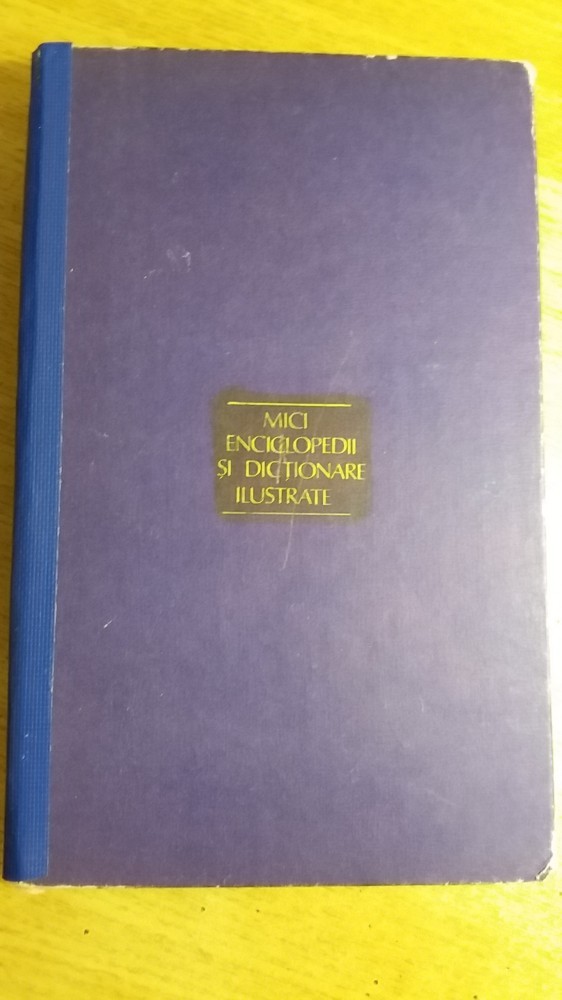 MICI
ENCICLOPEDII
ȘI DICȚIONARE
ILUSTRATE